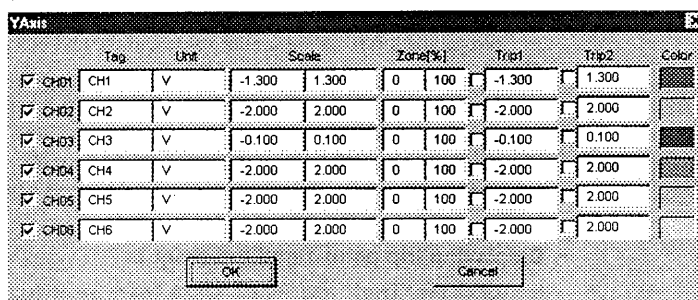 YAxis
Tag Unit Scale Zone[%] Trip1 Trip2 Color
CH01 CH1 V -1.300 1.300 0 100 -1.300 1.300
CH02 CH2 V -2.000 2.000 0 100 -2.000 2.000
CH03 CH3 V -0.100 0.100 0 100 -0.100 0.100
CH04 CH4 V -2.000 2.000 0 100 -2.000 2.000
CH05 CH5 V -2.000 2.000 0 100 -2.000 2.000
CH06 CH6 V -2.000 2.000 0 100 -2.000 2.000
OK Cancel